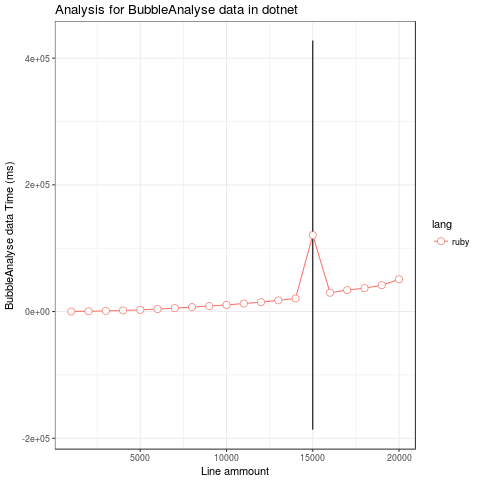 Analysis for BubbleAnalyse data in dotnet
BubbleAnalyse data Time (ms)
4e+05
2e+05
0e+00
-2e+05
5000
10000
15000
20000
Line ammount
lang
ruby